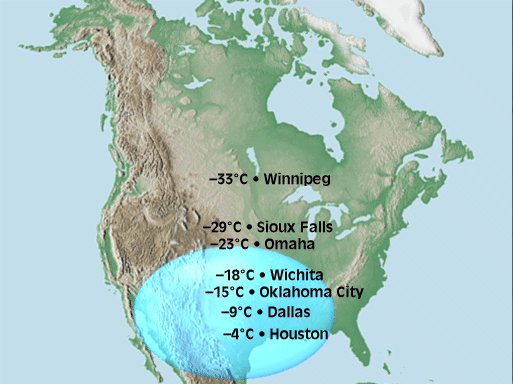 –33°C • Winnipeg
–29°C • Sioux Falls
–23°C • Omaha
–18°C • Wichita
–15°C • Oklahoma City
–9°C • Dallas
–4°C • Houston